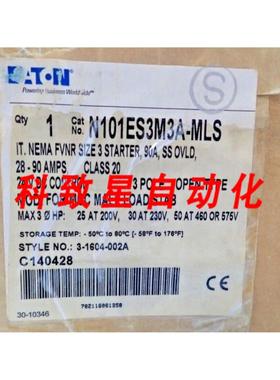 EATON
Powering Business Worldwide
S
Qty 1 Cat No. N101ES3M3A-MLS
IT. NEMA FVNR SIZE 3 STARTER, 90A, SS OVLD,
28 - 90 AMPS CLASS 20
3 OPEN TYPE
科致星自动化
MAX 3 Ø HP: 25 AT 200V, 30 AT 230V, 50 AT 460 OR 575V
STORAGE TEMP: - 50°C to 80°C [- 58°F to 176°F]
STYLE NO.: 3-1604-002A
C140428
30-10346